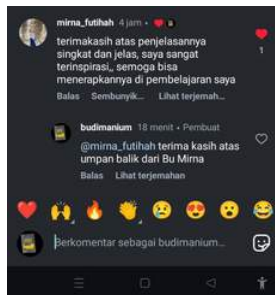 mirna_futihah 4 jam •
terimakasih atas penjelasannya
singkat dan jelas, saya sangat
terinspirasi,, semoga bisa
menerapkannya di pembelajaran saya
1
Balas Sembunyik... Lihat terjemah...
budimanium 18 menit • Pembuat
@mirna_futihah terima kasih atas
umpan balik dari Bu Mirna
Balas Lihat terjemahan
Berkomentar sebagai budimanium...